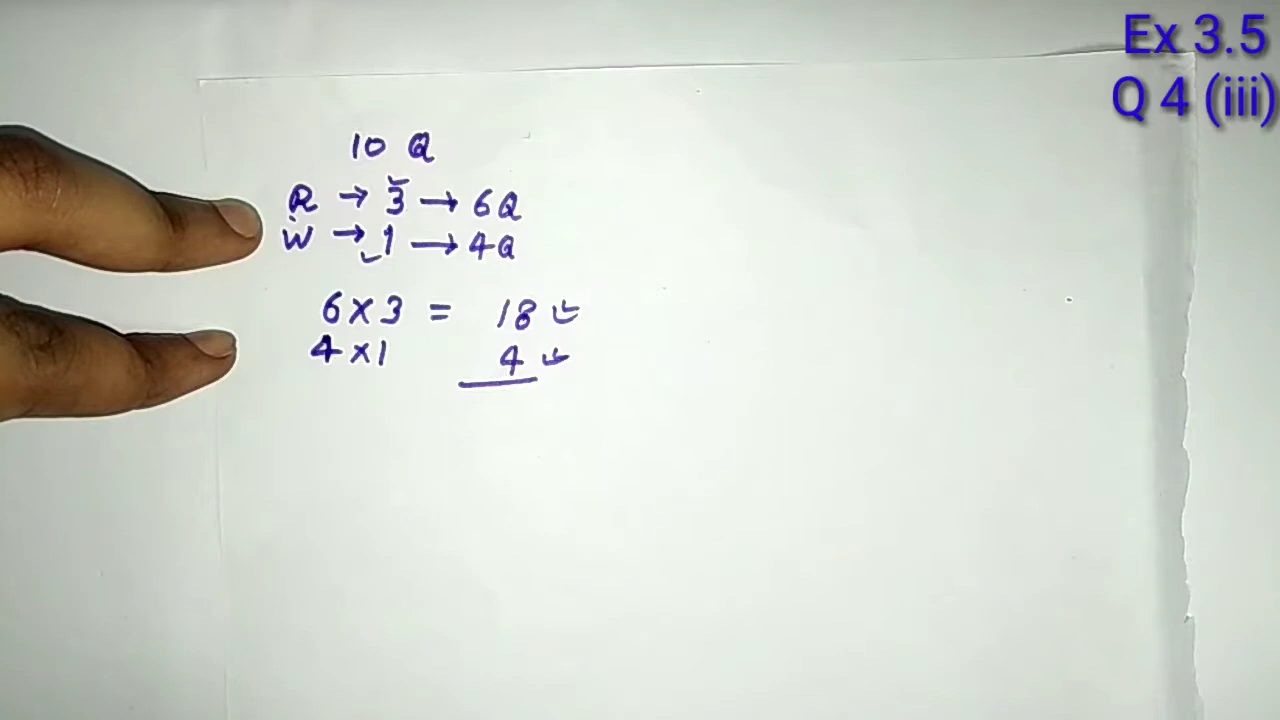 Ex 3.5
Q 4 (iii)
10 Q
R → 3 → 6Q
W → 1 → 4Q
6 × 3 = 18
4 × 1 4